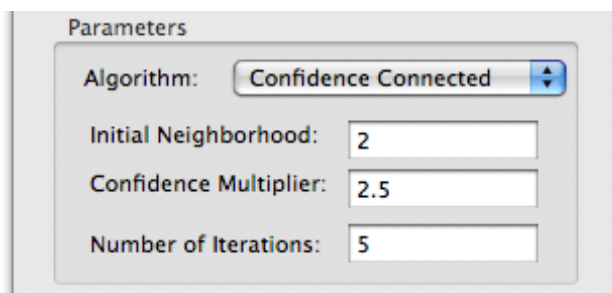 Parameters
Algorithm: Confidence Connected
Initial Neighborhood: 2
Confidence Multiplier: 2.5
Number of Iterations: 5